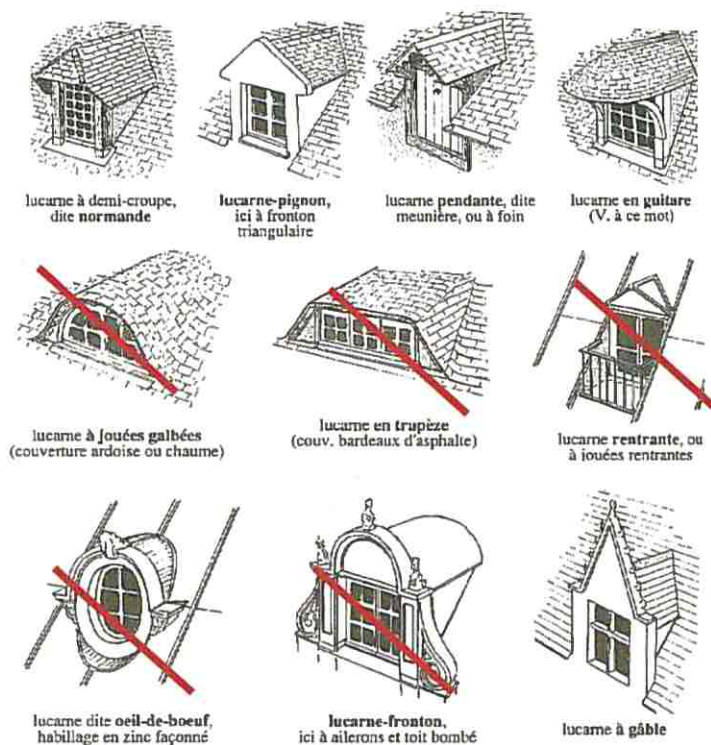 lucarne à demi-croupe,
dite normande
lucarne-pignon,
ici à fronton
triangulaire
lucarne pendante, dite
meunière, ou à foin
lucarne en guitare
(V. à ce mot)
lucarne à jouées galbées
(couverture ardoise ou chaume)
lucarne en trapèze
(couv. bardeaux d'asphalte)
lucarne rentrante, ou
à jouées rentrantes
lucarne dite oeil-de-boeuf,
habillage en zinc façonné
lucarne-fronton,
ici à ailerons et toit bombé
lucarne à gâble